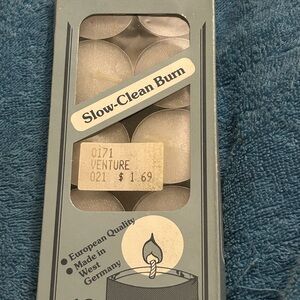 Slow-Clean Burn
0171
VENTURE
021 $ 1 69
• European Quality
• Made in
West
Germany